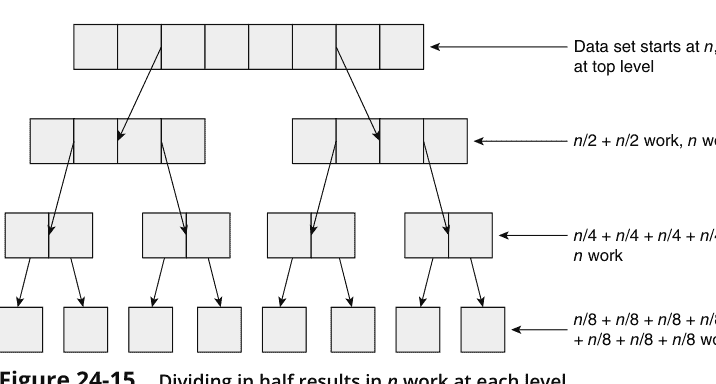 Data set starts at n,
at top level
n/2 + n/2 work, n
n/4 + n/4 + n/4 +
n work
n/8 + n/8 + n/8 +
+ n/8 + n/8 + n/8
Figure 24-15 Dividing in half results in n work at each level